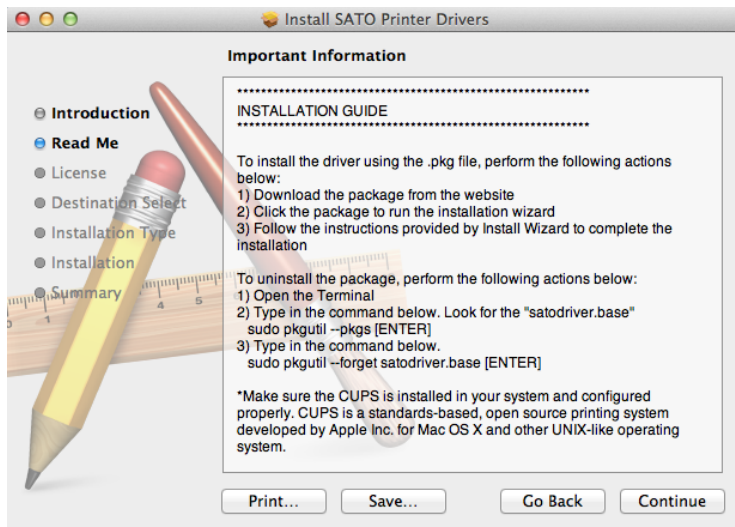 Install SATO Printer Drivers
Important Information
Introduction
Read Me
License
Destination Select
Installation Type
Installation
Summary
***********************************************************
INSTALLATION GUIDE
***********************************************************
To install the driver using the .pkg file, perform the following actions
below:
1) Download the package from the website
2) Click the package to run the installation wizard
3) Follow the instructions provided by Install Wizard to complete the
installation
To uninstall the package, perform the following actions below:
1) Open the Terminal
2) Type in the command below. Look for the "satodriver.base"
sudo pkgutil --pkgs [ENTER]
3) Type in the command below.
sudo pkgutil --forget satodriver.base [ENTER]
*Make sure the CUPS is installed in your system and configured
properly. CUPS is a standards-based, open source printing system
developed by Apple Inc. for Mac OS X and other UNIX-like operating
system.
1
4 5
Print...
Save...
Go Back
Continue